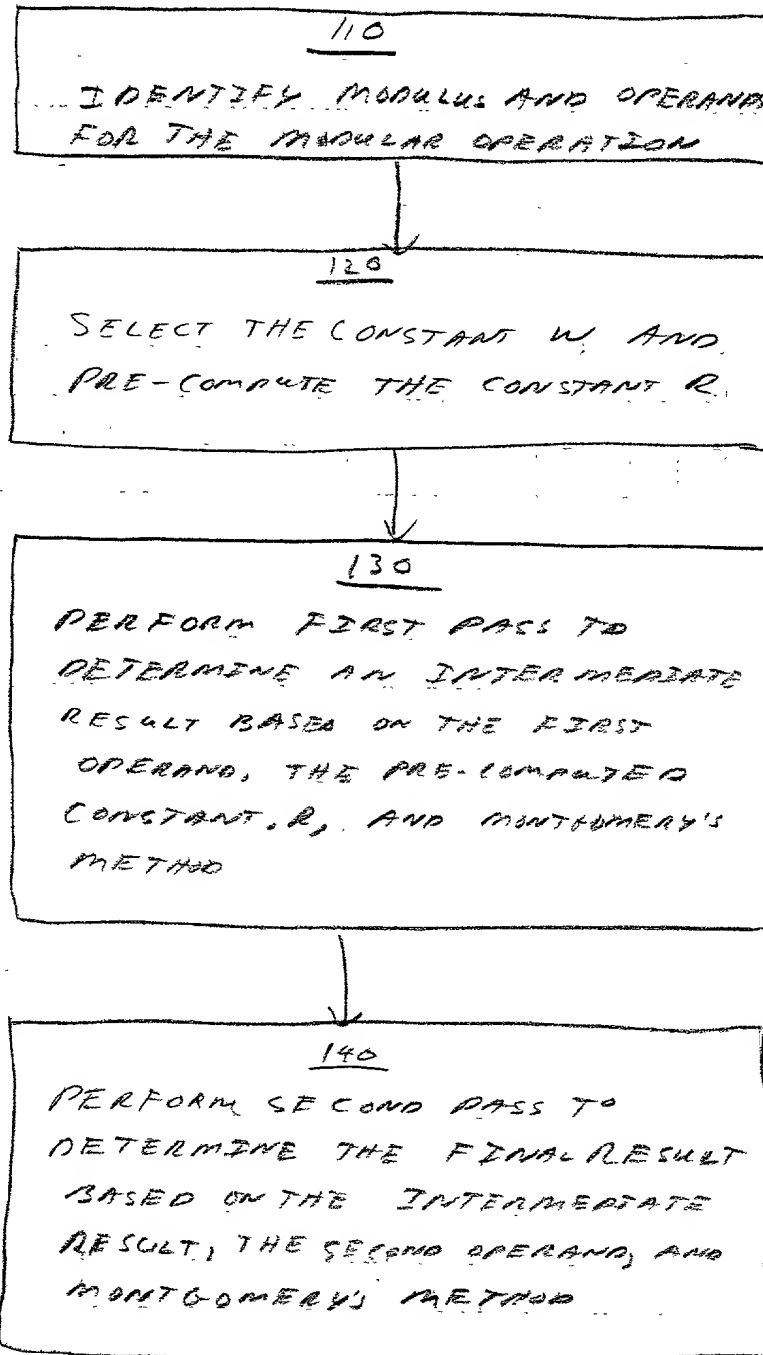 110
IDENTIFY MODULUS AND OPERANDS
FOR THE MODULAR OPERATION
120
SELECT THE CONSTANT W, AND
PRE-COMPUTE THE CONSTANT R.
130
PERFORM FIRST PASS TO
DETERMINE AN INTERMEDIATE
RESULT BASED ON THE FIRST
OPERAND, THE PRE-COMPUTED
CONSTANT, R, AND MONTGOMERY'S
METHOD
140
PERFORM SECOND PASS TO
DETERMINE THE FINAL RESULT
BASED ON THE INTERMEDIATE
RESULT, THE SECOND OPERAND, AND
MONTGOMERY'S METHOD